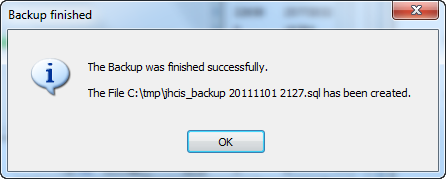 Backup finished
The Backup was finished successfully.
The File C:\tmp\jhcis_backup 20111101 2127.sql has been created.
OK